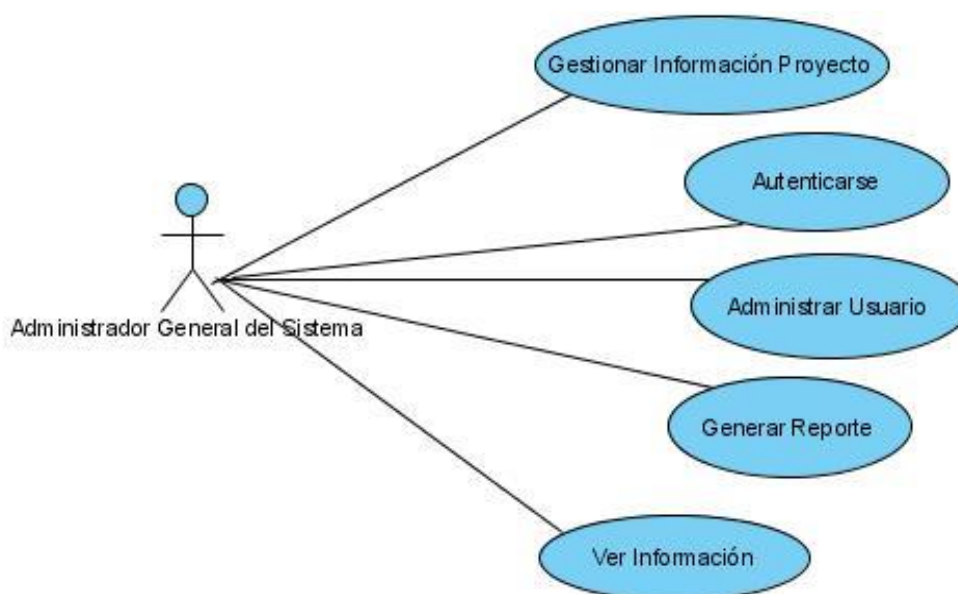 Gestionar Información Proyecto
Autenticarse
Administrar Usuario
Administrador General del Sistema
Generar Reporte
Ver Información